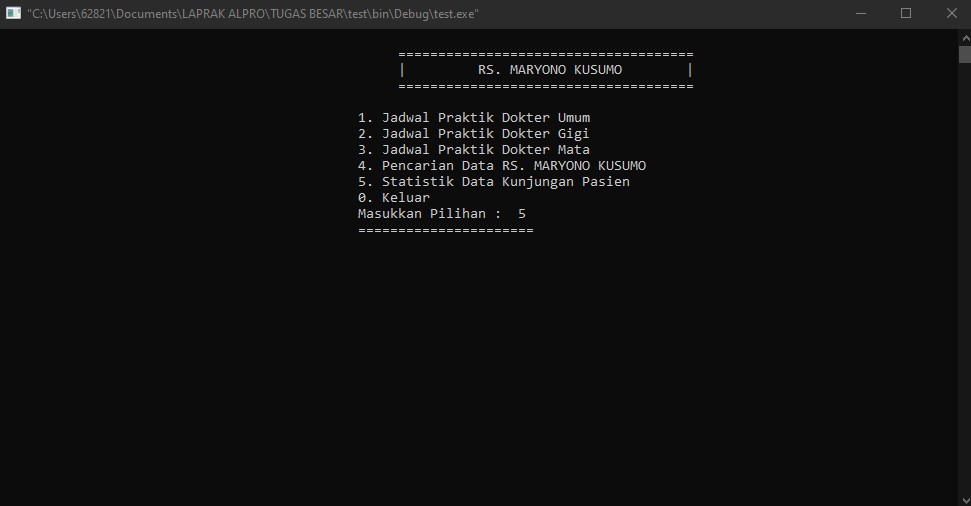 "C:\Users\62821\Documents\LAPRAK ALPRO\TUGAS BESAR\test\bin\Debug\test.exe"
=====================================
| RS. MARYONO KUSUMO |
=====================================
1. Jadwal Praktik Dokter Umum
2. Jadwal Praktik Dokter Gigi
3. Jadwal Praktik Dokter Mata
4. Pencarian Data RS. MARYONO KUSUMO
5. Statistik Data Kunjungan Pasien
0. Keluar
Masukkan Pilihan : 5
======================